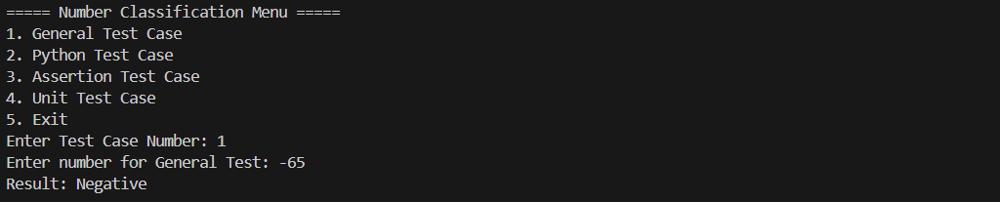 ===== Number Classification Menu =====
1. General Test Case
2. Python Test Case
3. Assertion Test Case
4. Unit Test Case
5. Exit
Enter Test Case Number: 1
Enter number for General Test: -65
Result: Negative